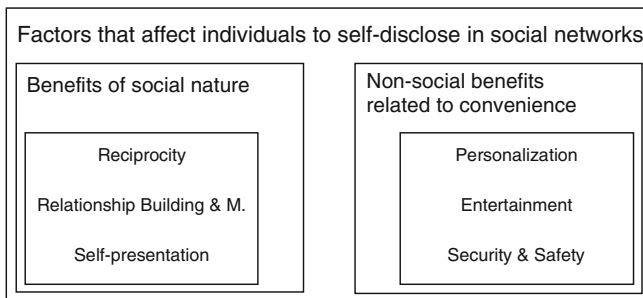 Factors that affect individuals to self-disclose in social networks
Benefits of social nature
Reciprocity
Relationship Building & M.
Self-presentation
Non-social benefits
related to convenience
Personalization
Entertainment
Security & Safety